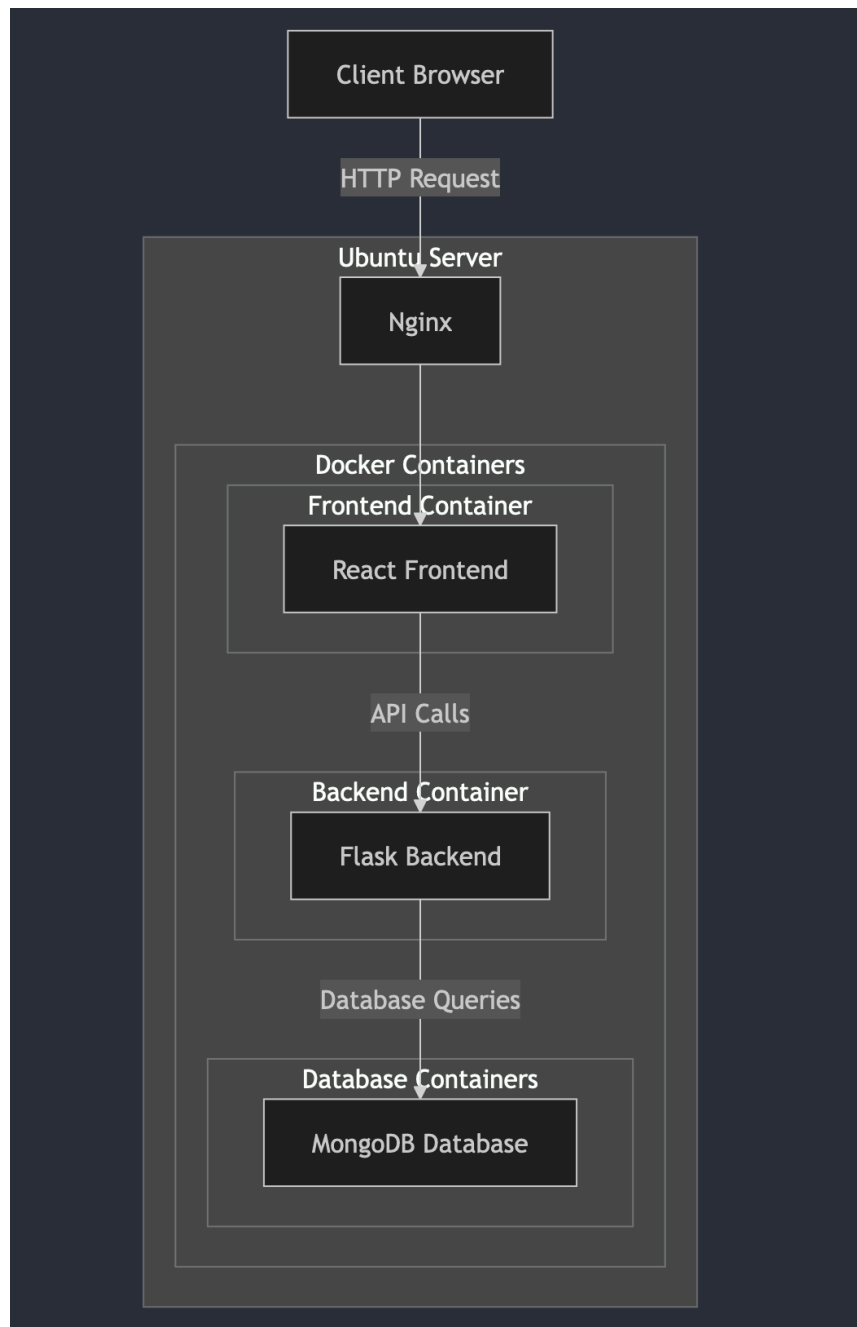 Client Browser
HTTP Request
Ubuntu Server
Nginx
Docker Containers
Frontend Container
React Frontend
API Calls
Backend Container
Flask Backend
Database Queries
Database Containers
MongoDB Database